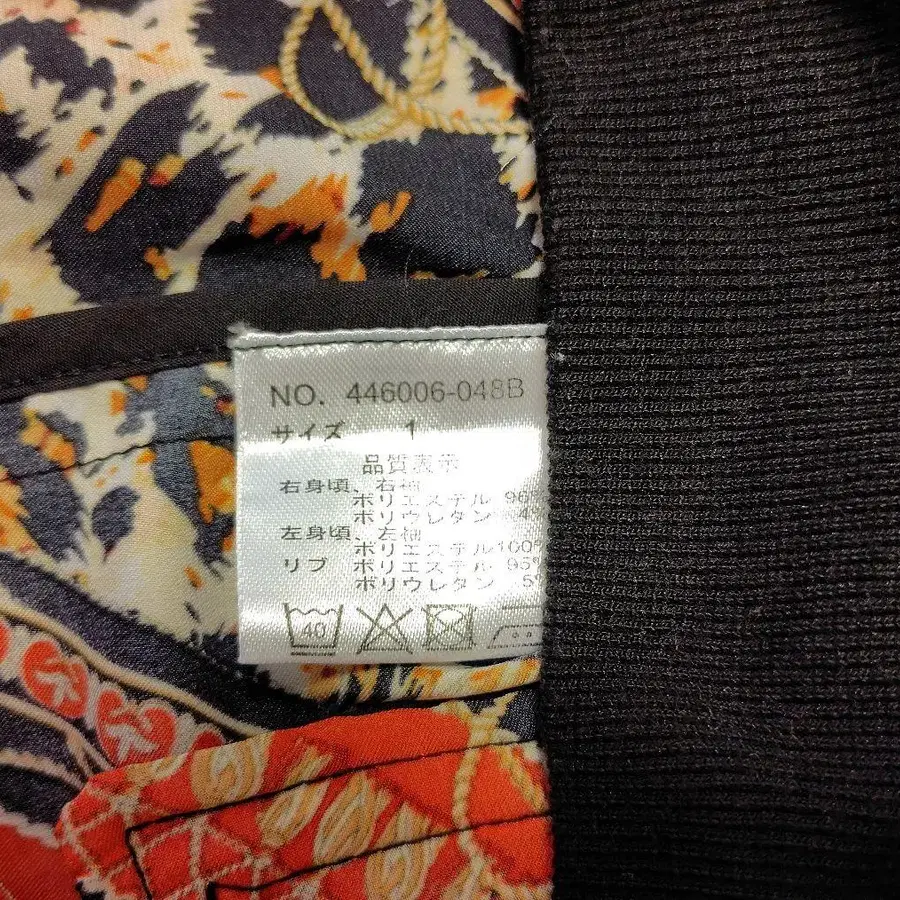 NO. 446006-048B
サイズ 1
品質表示
右身頃、右袖
ポリエステル 96%
ポリウレタン 4%
左身頃、左袖
ポリエステル100%
リブ ポリエステル 95%
ポリウレタン 5%
40